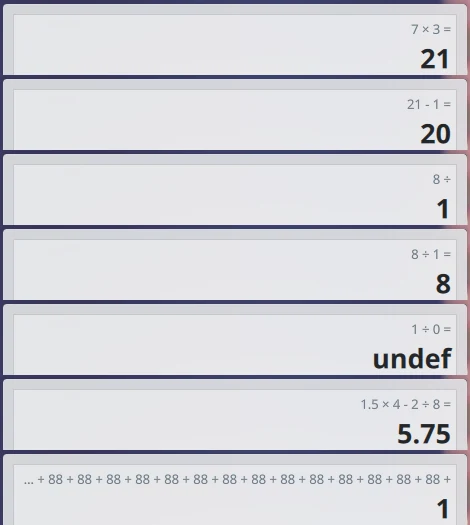 7 × 3 =
21
21 - 1 =
20
8 ÷
1
8 ÷ 1 =
8
1 ÷ 0 =
undef
1.5 × 4 - 2 ÷ 8 =
5.75
... + 88 + 88 + 88 + 88 + 88 + 88 + 88 + 88 + 88 + 88 + 88 + 88 + 88 + 88 +
1